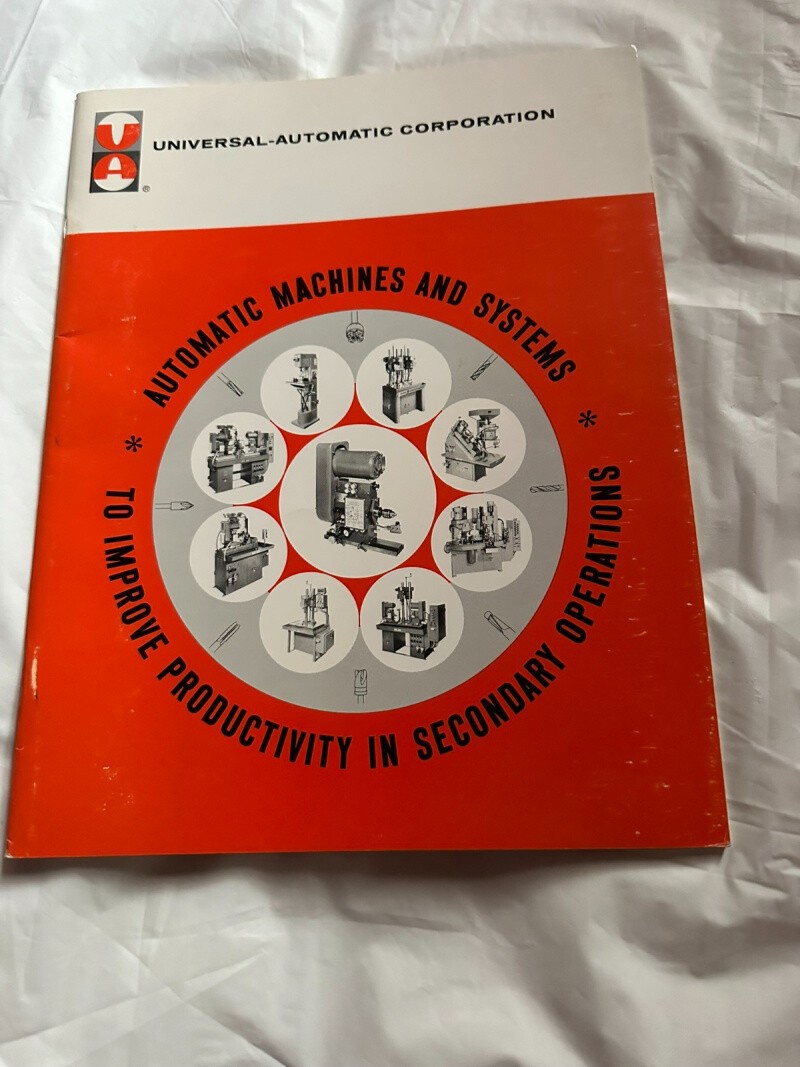 U
A
®
UNIVERSAL-AUTOMATIC CORPORATION
AUTOMATIC MACHINES AND SYSTEMS
* TO IMPROVE PRODUCTIVITY IN SECONDARY OPERATIONS *